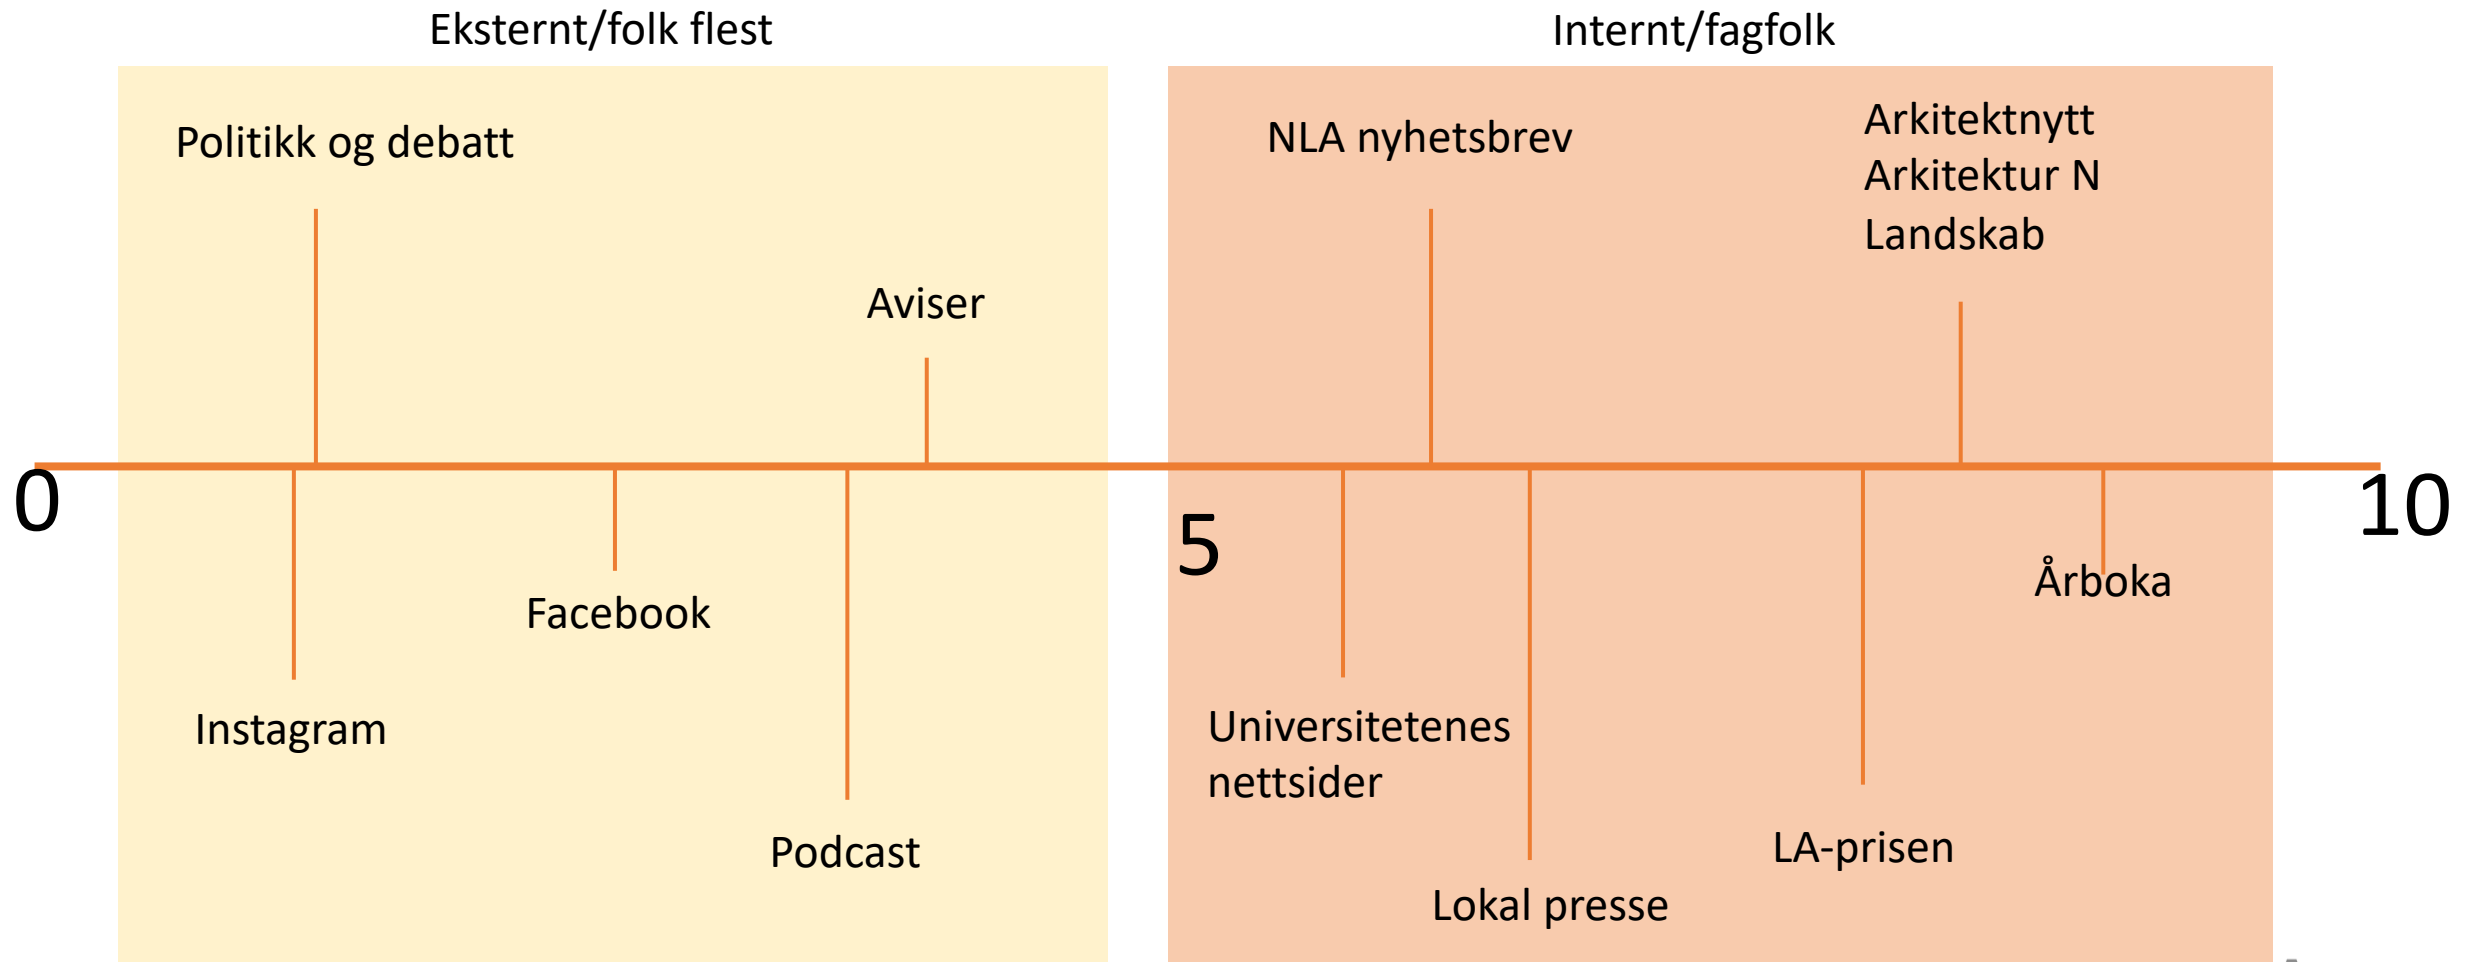 Eksternt/folk flest
Internt/fagfolk
Politikk og debatt
Aviser
NLA nyhetsbrev
Arkitektnytt
Arkitektur N
Landskab
0
5
10
Instagram
Facebook
Podcast
Universitetenes
nettsider
Lokal presse
LA-prisen
Årboka